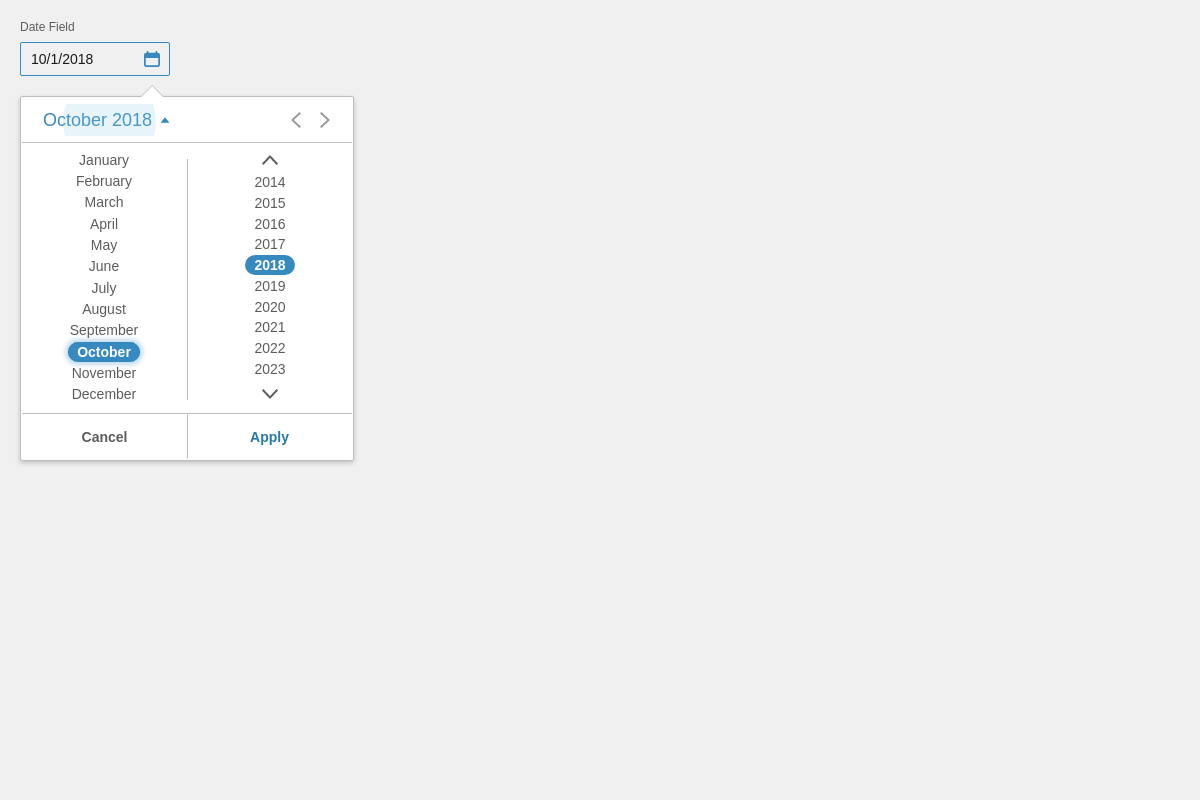 Date Field
10/1/2018
October 2018
January
February
March
April
May
June
July
August
September
October
November
December
2014
2015
2016
2017
2018
2019
2020
2021
2022
2023
Cancel
Apply